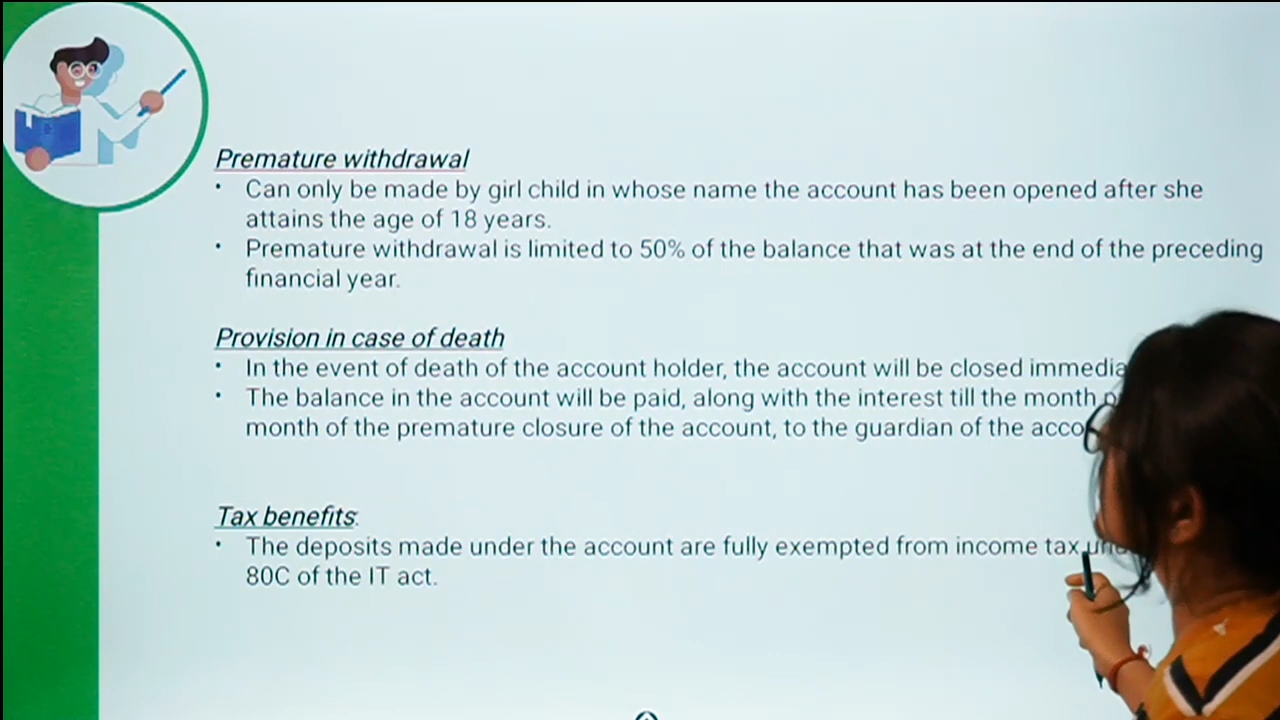 Premature withdrawal
• Can only be made by girl child in whose name the account has been opened after she
attains the age of 18 years.
• Premature withdrawal is limited to 50% of the balance that was at the end of the preceding
financial year.
Provision in case of death
• In the event of death of the account holder, the account will be closed
• The balance in the account will be paid, along with the interest till the month
month of the premature closure of the account, to the guardian of the
Tax benefits:
• The deposits made under the account are fully exempted from income tax
80C of the IT act.